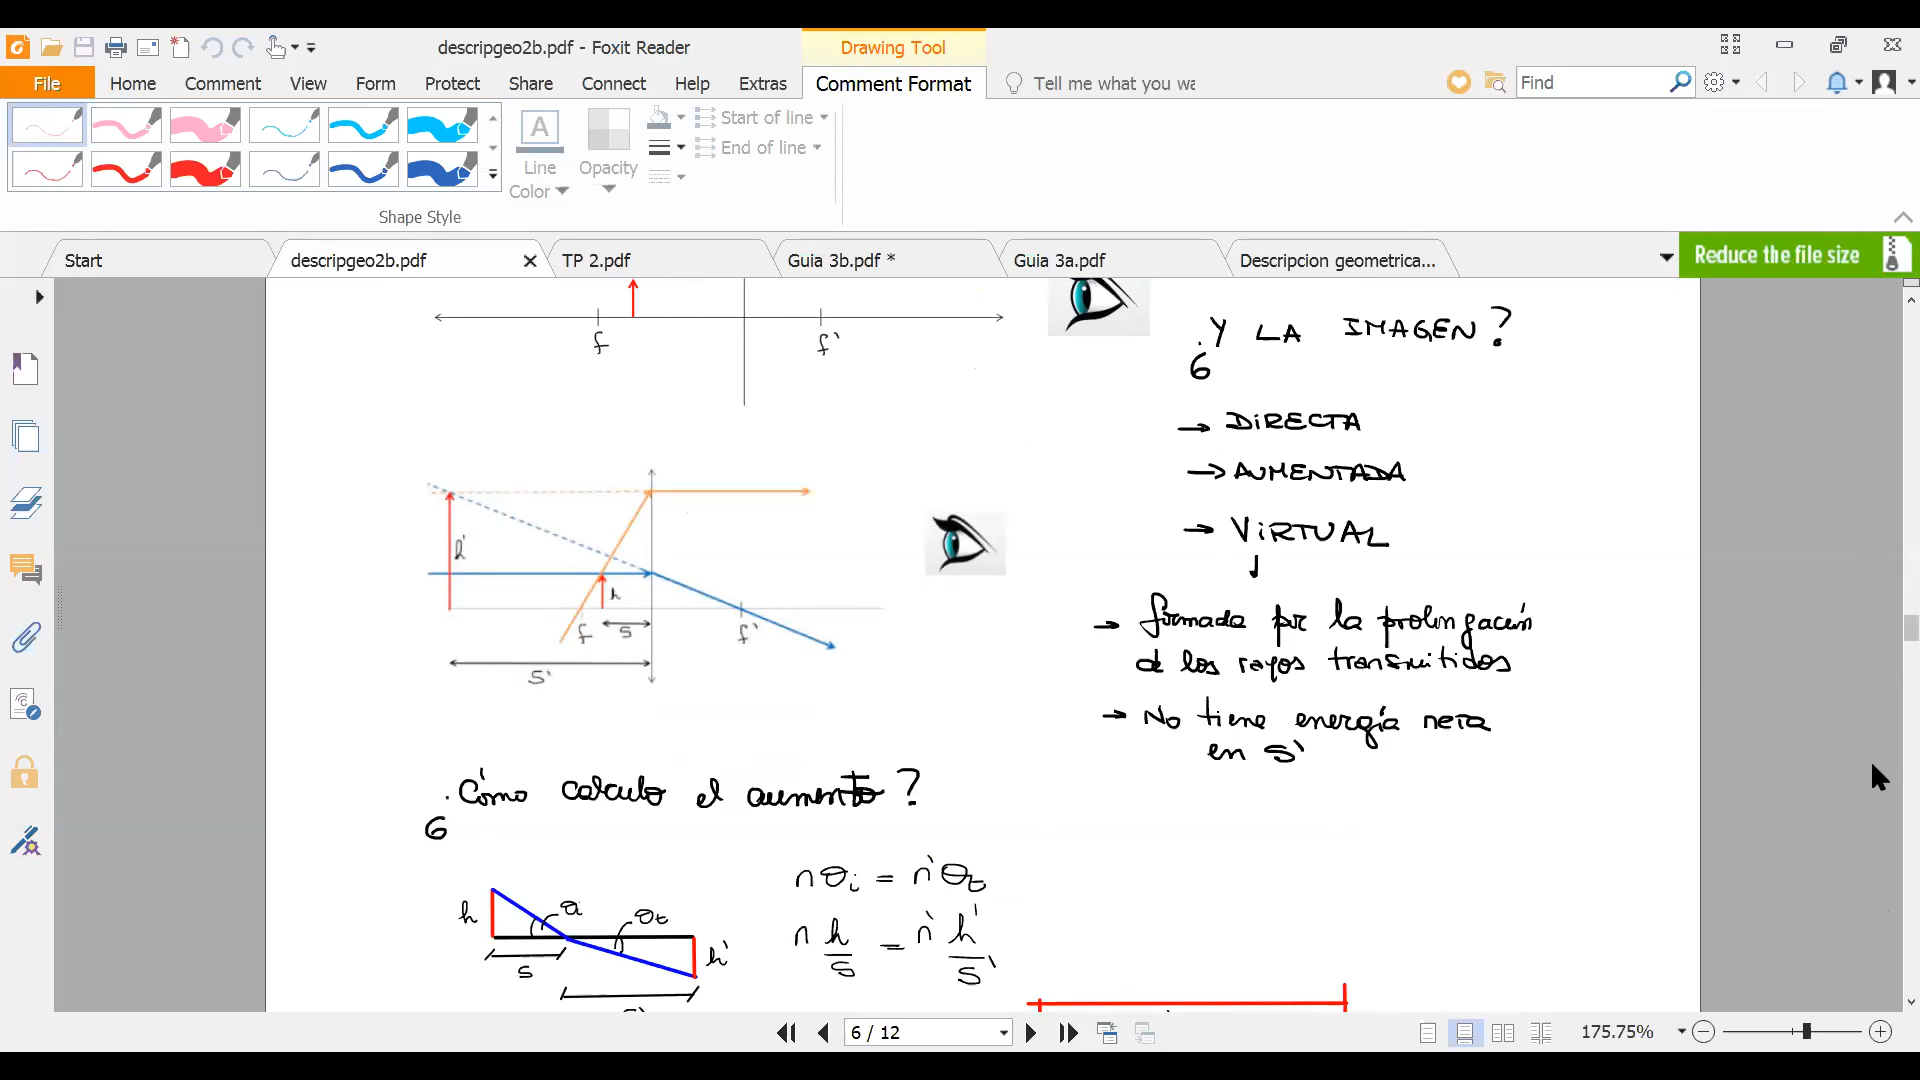 descripgeo2b.pdf - Foxit Reader
Drawing Tool
File
Home
Comment
View
Form
Protect
Share
Connect
Help
Extras
Comment Format
Tell me what you wa
Find
Line
Color
Opacity
Start of line
End of line
Shape Style
Start
descripgeo2b.pdf
TP 2.pdf
Guia 3b.pdf *
Guia 3a.pdf
Descripcion geometrica...
Reduce the file size
f
f'
¿Y LA IMAGEN?
→ DIRECTA
→ AUMENTADA
→ VIRTUAL
→ formada por la prolongación
de los rayos transmitidos
→ No tiene energía neta
en s'
h'
h
f
s
f'
s'
¿Cómo calculo el aumento?
h
θi
θt
h'
s
nθi = n'θt
n h/s = n' h'/s'
6 / 12
175.75%